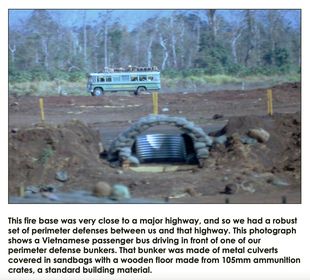 This fire base was very close to a major highway, and so we had a robust
set of perimeter defenses between us and that highway. This photograph
shows a Vietnamese passenger bus driving in front of one of our
perimeter defense bunkers. That bunker was made of metal culverts
covered in sandbags with a wooden floor made from 105mm ammunition
crates, a standard building material.